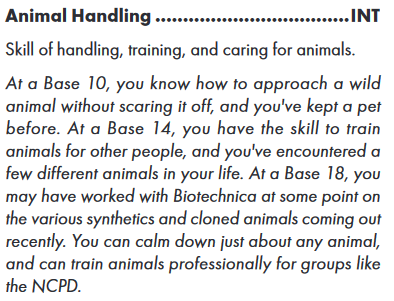 Animal Handling ...................................INT
Skill of handling, training, and caring for animals.
At a Base 10, you know how to approach a wild
animal without scaring it off, and you've kept a pet
before. At a Base 14, you have the skill to train
animals for other people, and you've encountered a
few different animals in your life. At a Base 18, you
may have worked with Biotechnica at some point on
the various synthetics and cloned animals coming out
recently. You can calm down just about any animal,
and can train animals professionally for groups like
the NCPD.